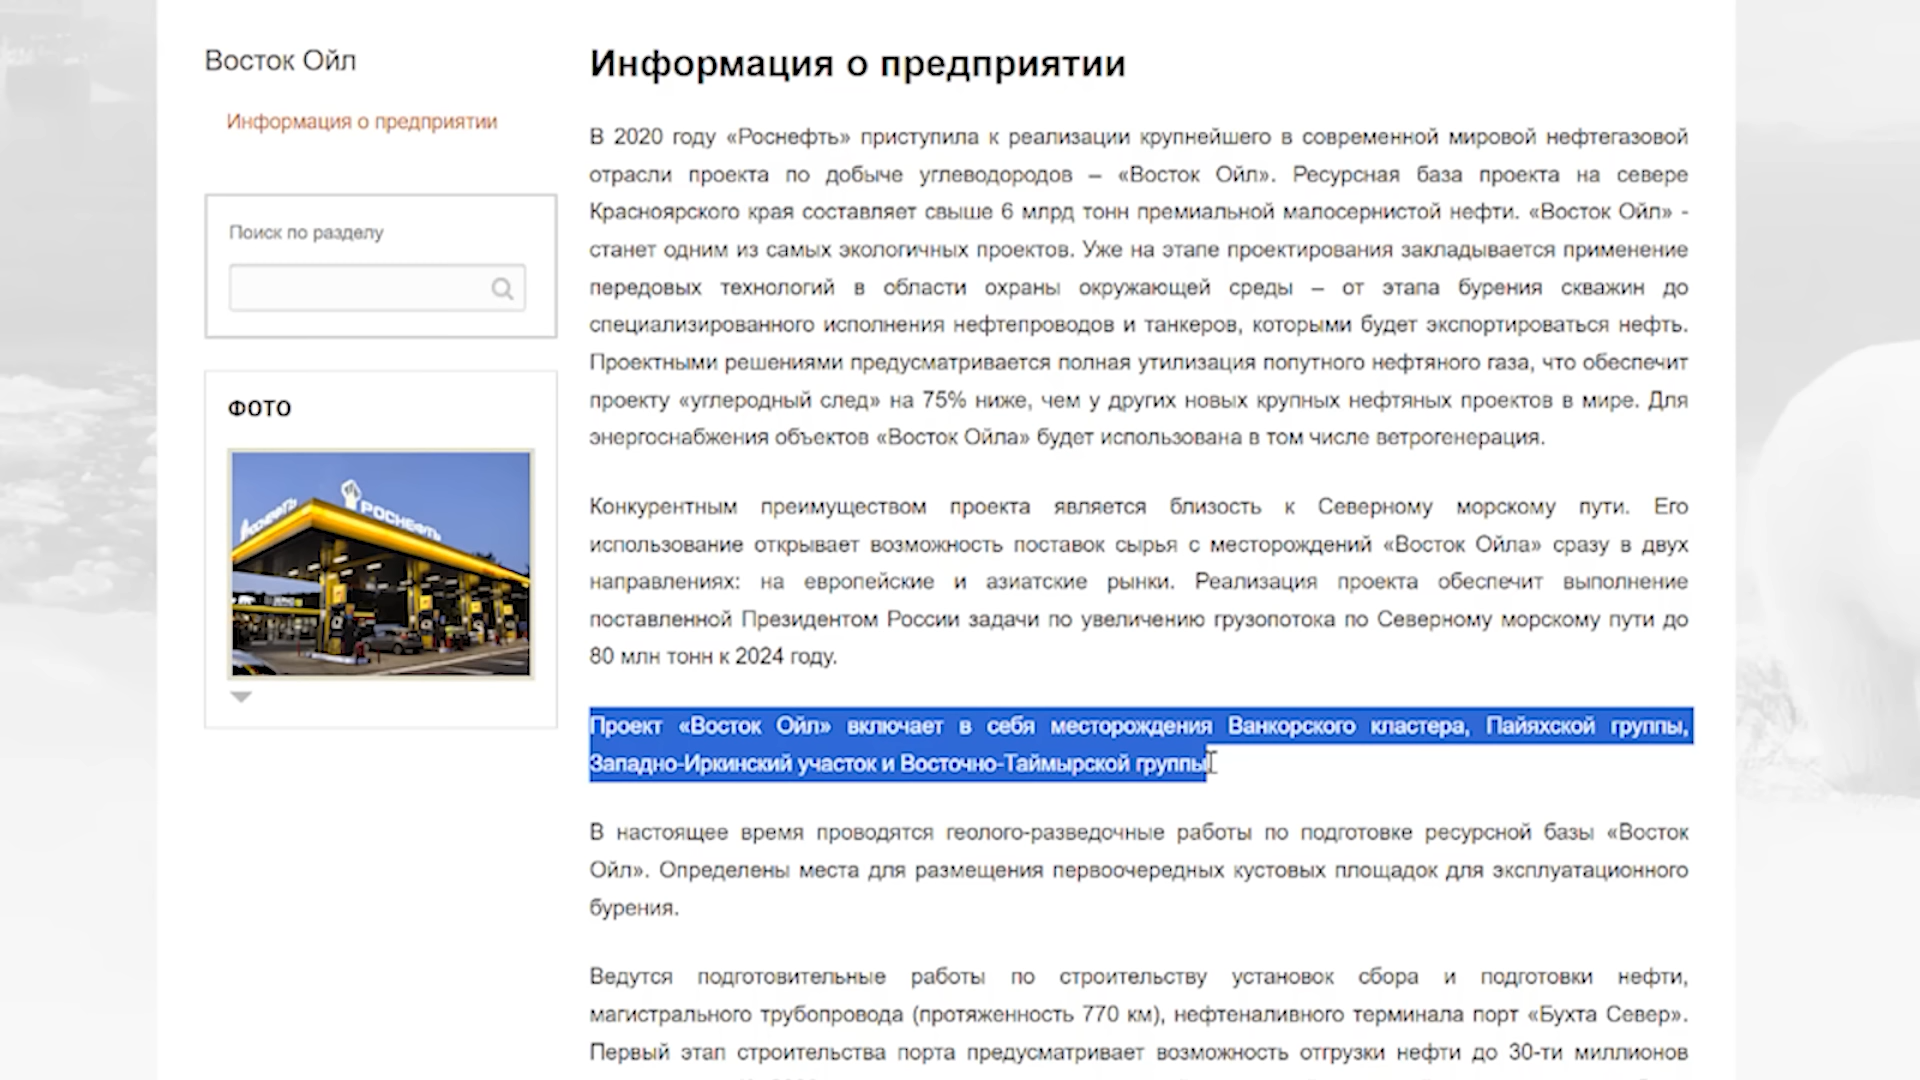 Восток Ойл
Информация о предприятии
Поиск по разделу
ФОТО
РОСНЕФТЬ
РОСНЕФТЬ
Информация о предприятии
В 2020 году «Роснефть» приступила к реализации крупнейшего в современной мировой нефтегазовой
отрасли проекта по добыче углеводородов – «Восток Ойл». Ресурсная база проекта на севере
Красноярского края составляет свыше 6 млрд тонн премиальной малосернистой нефти. «Восток Ойл» -
станет одним из самых экологичных проектов. Уже на этапе проектирования закладывается применение
передовых технологий в области охраны окружающей среды – от этапа бурения скважин до
специализированного исполнения нефтепроводов и танкеров, которыми будет экспортироваться нефть.
Проектными решениями предусматривается полная утилизация попутного нефтяного газа, что обеспечит
проекту «углеродный след» на 75% ниже, чем у других новых крупных нефтяных проектов в мире. Для
энергоснабжения объектов «Восток Ойла» будет использована в том числе ветрогенерация.
Конкурентным преимуществом проекта является близость к Северному морскому пути. Его
использование открывает возможность поставок сырья с месторождений «Восток Ойла» сразу в двух
направлениях: на европейские и азиатские рынки. Реализация проекта обеспечит выполнение
поставленной Президентом России задачи по увеличению грузопотока по Северному морскому пути до
80 млн тонн к 2024 году.
Проект «Восток Ойл» включает в себя месторождения Ванкорского кластера, Пайяхской группы,
Западно-Иркинский участок и Восточно-Таймырской группы
В настоящее время проводятся геолого-разведочные работы по подготовке ресурсной базы «Восток
Ойл». Определены места для размещения первоочередных кустовых площадок для эксплуатационного
бурения.
Ведутся подготовительные работы по строительству установок сбора и подготовки нефти,
магистрального трубопровода (протяженность 770 км), нефтеналивного терминала порт «Бухта Север».
Первый этап строительства порта предусматривает возможность отгрузки нефти до 30-ти миллионов